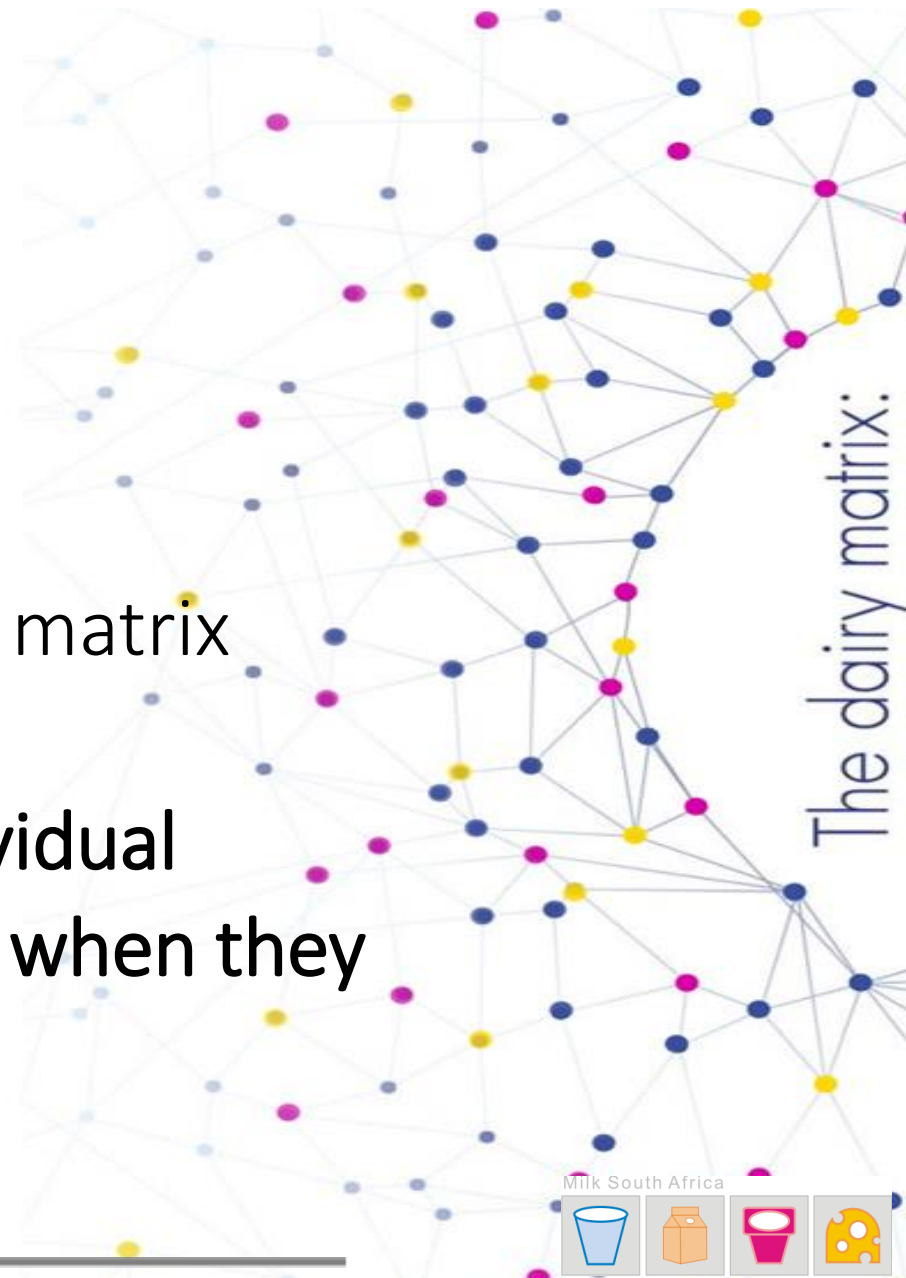 matrix
vidual
when they
The dairy matrix:
Milk South Africa